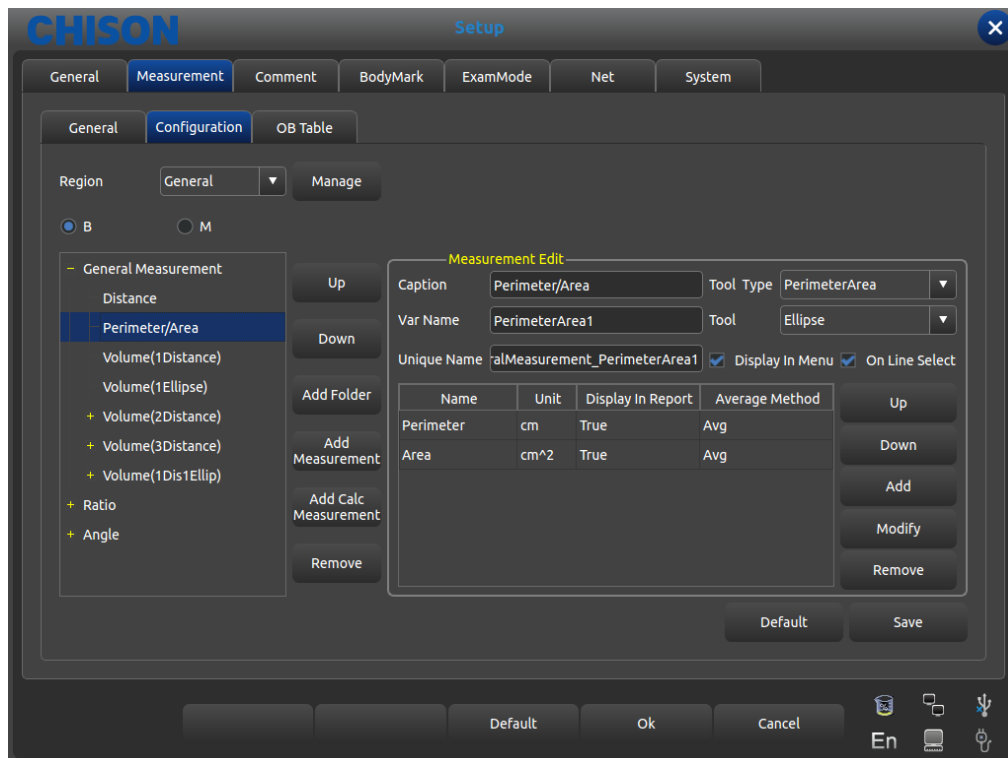 CHISON
Setup
General Measurement Comment BodyMark ExamMode Net System
General Configuration OB Table
Region General Manage
B M
General Measurement
Distance
Perimeter/Area
Volume(1Distance)
Volume(1Ellipse)
Volume(2Distance)
Volume(3Distance)
Volume(1Dis1Ellip)
Ratio
Angle
Up
Down
Add Folder
Add
Measurement
Add Calc
Measurement
Remove
Measurement Edit
Caption Perimeter/Area Tool Type PerimeterArea
Var Name PerimeterArea1 Tool Ellipse
Unique Name alMeasurement_PerimeterArea1 Display In Menu On Line Select
Name Unit Display In Report Average Method
Perimeter cm True Avg
Area cm^2 True Avg
Up
Down
Add
Modify
Remove
Default Save
Default Ok Cancel
En